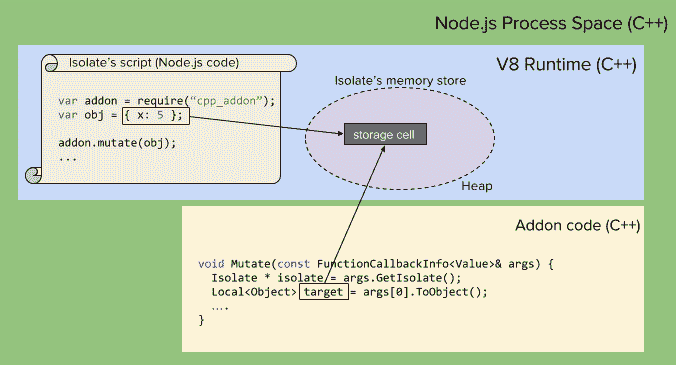 Node.js Process Space (C++)
Isolate's script (Node.js code)
V8 Runtime (C++)
Isolate's memory store
var addon = require("cpp_addon");
var obj = { x: 5 };
addon.mutate(obj);
...
storage cell
Heap
Addon code (C++)
void Mutate(const FunctionCallbackInfo<Value>& args) {
Isolate * isolate = args.GetIsolate();
Local<Object> target = args[0].ToObject();
....
}